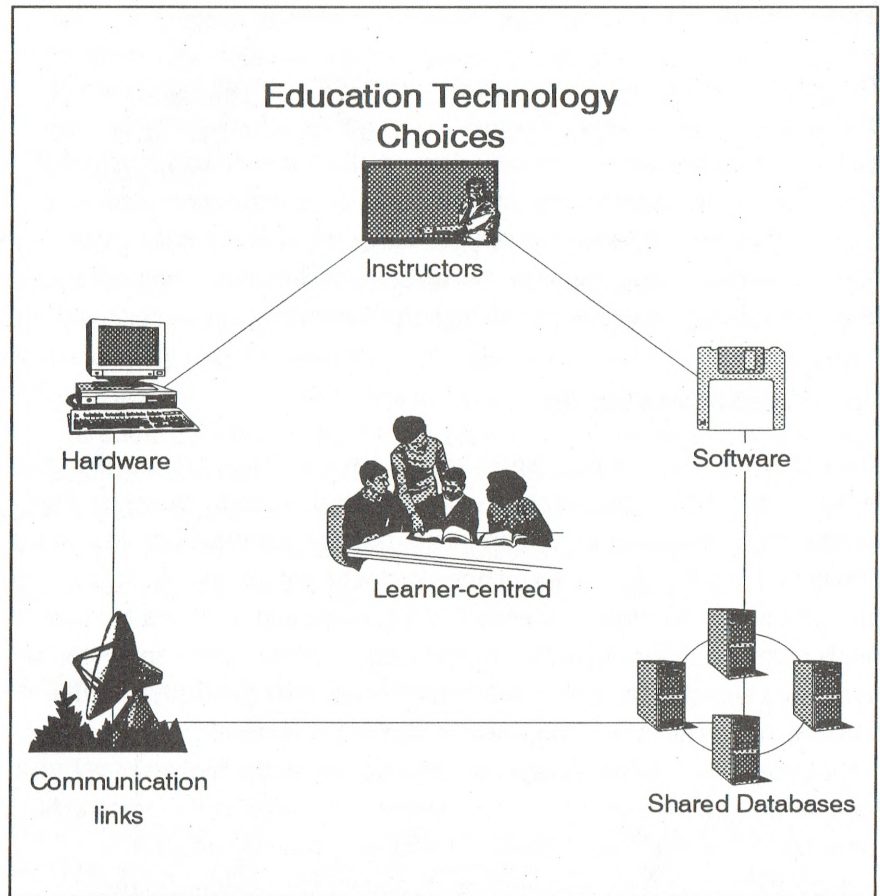 Education Technology
Choices
Instructors
Hardware
Software
Learner-centred
Communication
links
Shared Databases